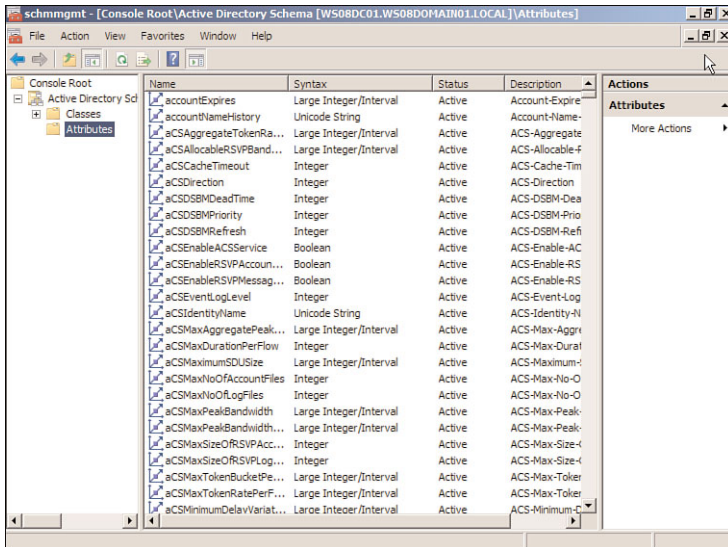 schmmgmt - [Console Root\Active Directory Schema [WS08DC01.WS08DOMAIN01.LOCAL]\Attributes]
File Action View Favorites Window Help
Console Root
Active Directory Sch
Classes
Attributes
Name Syntax Status Description
accountExpires Large Integer/Interval Active Account-Expire
accountNameHistory Unicode String Active Account-Name-
aCSAggregateTokenRa... Large Integer/Interval Active ACS-Aggregate
aCSAllocableRSVPBand... Large Integer/Interval Active ACS-Allocable-R
aCSCacheTimeout Integer Active ACS-Cache-Tim
aCSDirection Integer Active ACS-Direction
aCSDSBMDeadTime Integer Active ACS-DSBM-Dea
aCSDSBMPriority Integer Active ACS-DSBM-Prio
aCSDSBMRefresh Integer Active ACS-DSBM-Refr
aCSEnableACSService Boolean Active ACS-Enable-AC
aCSEnableRSVPAccoun... Boolean Active ACS-Enable-RS
aCSEnableRSVPMessag... Boolean Active ACS-Enable-RS
aCSEventLogLevel Integer Active ACS-Event-Log
aCSIdentityName Unicode String Active ACS-Identity-N
aCSMaxAggregatePeak... Large Integer/Interval Active ACS-Max-Aggre
aCSMaxDurationPerFlow Integer Active ACS-Max-Durat
aCSMaximumSDUSize Large Integer/Interval Active ACS-Maximum-S
aCSMaxNoOfAccountFiles Integer Active ACS-Max-No-O
aCSMaxNoOfLogFiles Integer Active ACS-Max-No-O
aCSMaxPeakBandwidth Large Integer/Interval Active ACS-Max-Peak-
aCSMaxPeakBandwidth... Large Integer/Interval Active ACS-Max-Peak-
aCSMaxSizeOfRSVPAcc... Integer Active ACS-Max-Size-O
aCSMaxSizeOfRSVPLog... Integer Active ACS-Max-Size-O
aCSMaxTokenBucketPe... Large Integer/Interval Active ACS-Max-Token
aCSMaxTokenRatePerF... Large Integer/Interval Active ACS-Max-Token
aCSMinimumDelayVariat... Large Integer/Interval Active ACS-Minimum-D
Actions
Attributes
More Actions